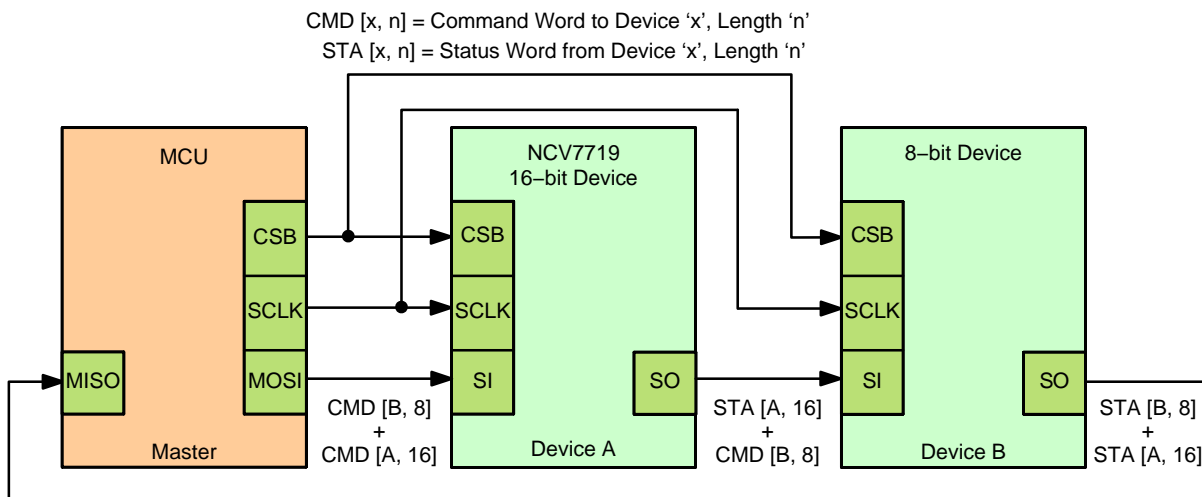 CMD [x, n] = Command Word to Device ‘x’, Length ‘n’
STA [x, n] = Status Word from Device ‘x’, Length ‘n’
MCU
CSB
SCLK
MISO
MOSI
Master
CMD [B, 8]
+
CMD [A, 16]
NCV7719
16−bit Device
CSB
SCLK
SI
SO
Device A
STA [A, 16]
+
CMD [B, 8]
8−bit Device
CSB
SCLK
SI
SO
Device B
STA [B, 8]
+
STA [A, 16]